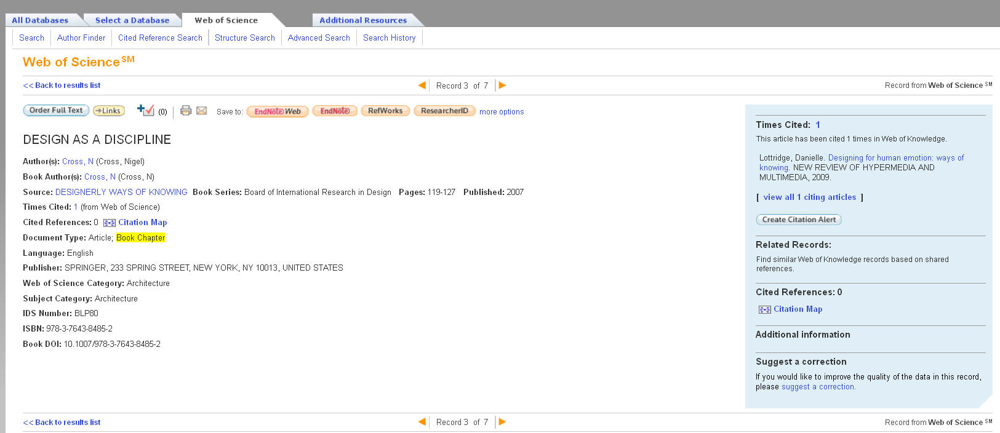 All Databases Select a Database Web of Science Additional Resources
Search Author Finder Cited Reference Search Structure Search Advanced Search Search History
Web of Science SM
<< Back to results list Record 3 of 7 Record from Web of Science SM
Order Full Text Links (0) Save to: EndNote Web EndNote RefWorks ResearcherID more options
DESIGN AS A DISCIPLINE
Author(s): Cross, N (Cross, Nigel)
Book Author(s): Cross, N (Cross, N)
Source: DESIGNERLY WAYS OF KNOWING Book Series: Board of International Research in Design Pages: 119-127 Published: 2007
Times Cited: 1 (from Web of Science)
Cited References: 0 Citation Map
Document Type: Article; Book Chapter
Language: English
Publisher: SPRINGER, 233 SPRING STREET, NEW YORK, NY 10013, UNITED STATES
Web of Science Category: Architecture
Subject Category: Architecture
IDS Number: BLP80
ISBN: 978-3-7643-8485-2
Book DOI: 10.1007/978-3-7643-8485-2
Times Cited: 1
This article has been cited 1 times in Web of Knowledge.
Lottridge, Danielle. Designing for human emotion: ways of
knowing. NEW REVIEW OF HYPERMEDIA AND
MULTIMEDIA, 2009.
[ view all 1 citing articles ]
Create Citation Alert
Related Records:
Find similar Web of Knowledge records based on shared
references.
Cited References: 0
Citation Map
Additional information
Suggest a correction
If you would like to improve the quality of the data in this record,
please suggest a correction.
<< Back to results list Record 3 of 7 Record from Web of Science SM